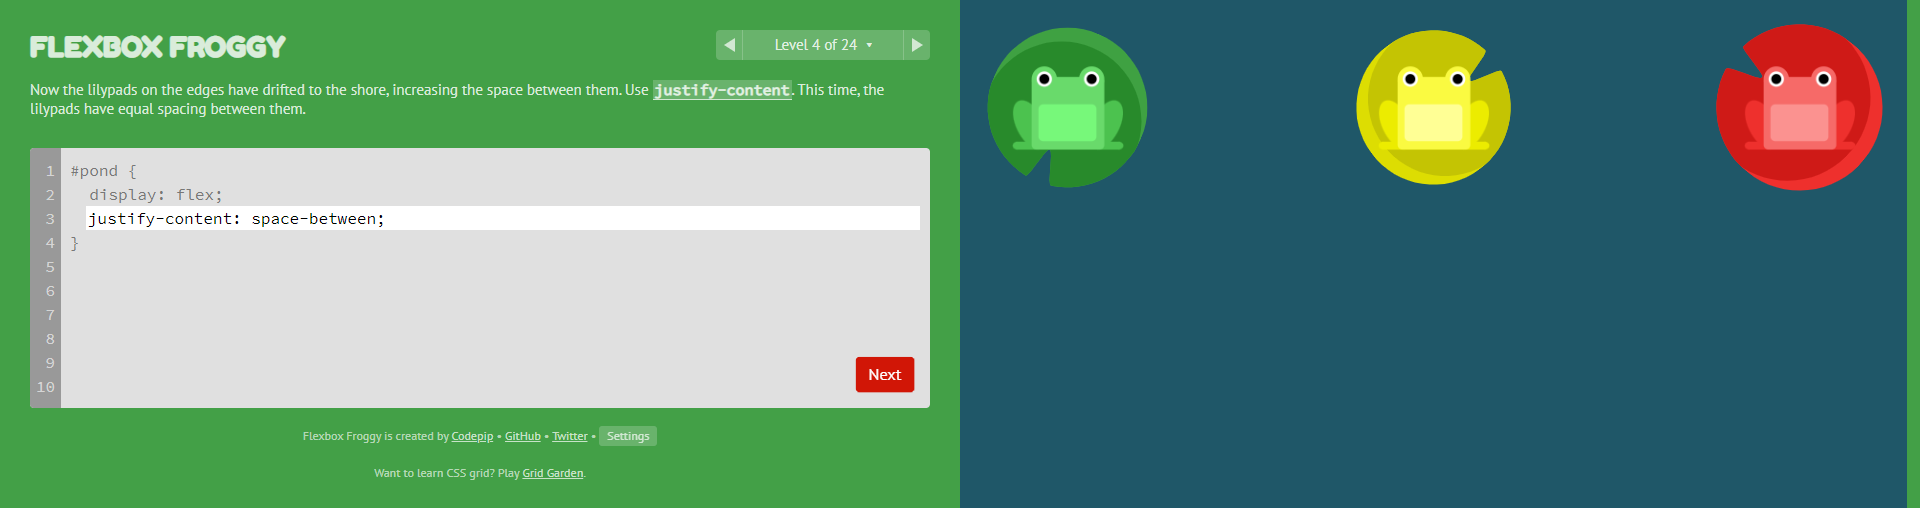 FLEXBOX FROGGY
Level 4 of 24
Now the lilypads on the edges have drifted to the shore, increasing the space between them. Use justify-content. This time, the
lilypads have equal spacing between them.
1 #pond {
2 display: flex;
3 justify-content: space-between;
4 }
5
6
7
8
9
10
Next
Flexbox Froggy is created by Codepip • GitHub • Twitter • Settings
Want to learn CSS grid? Play Grid Garden.